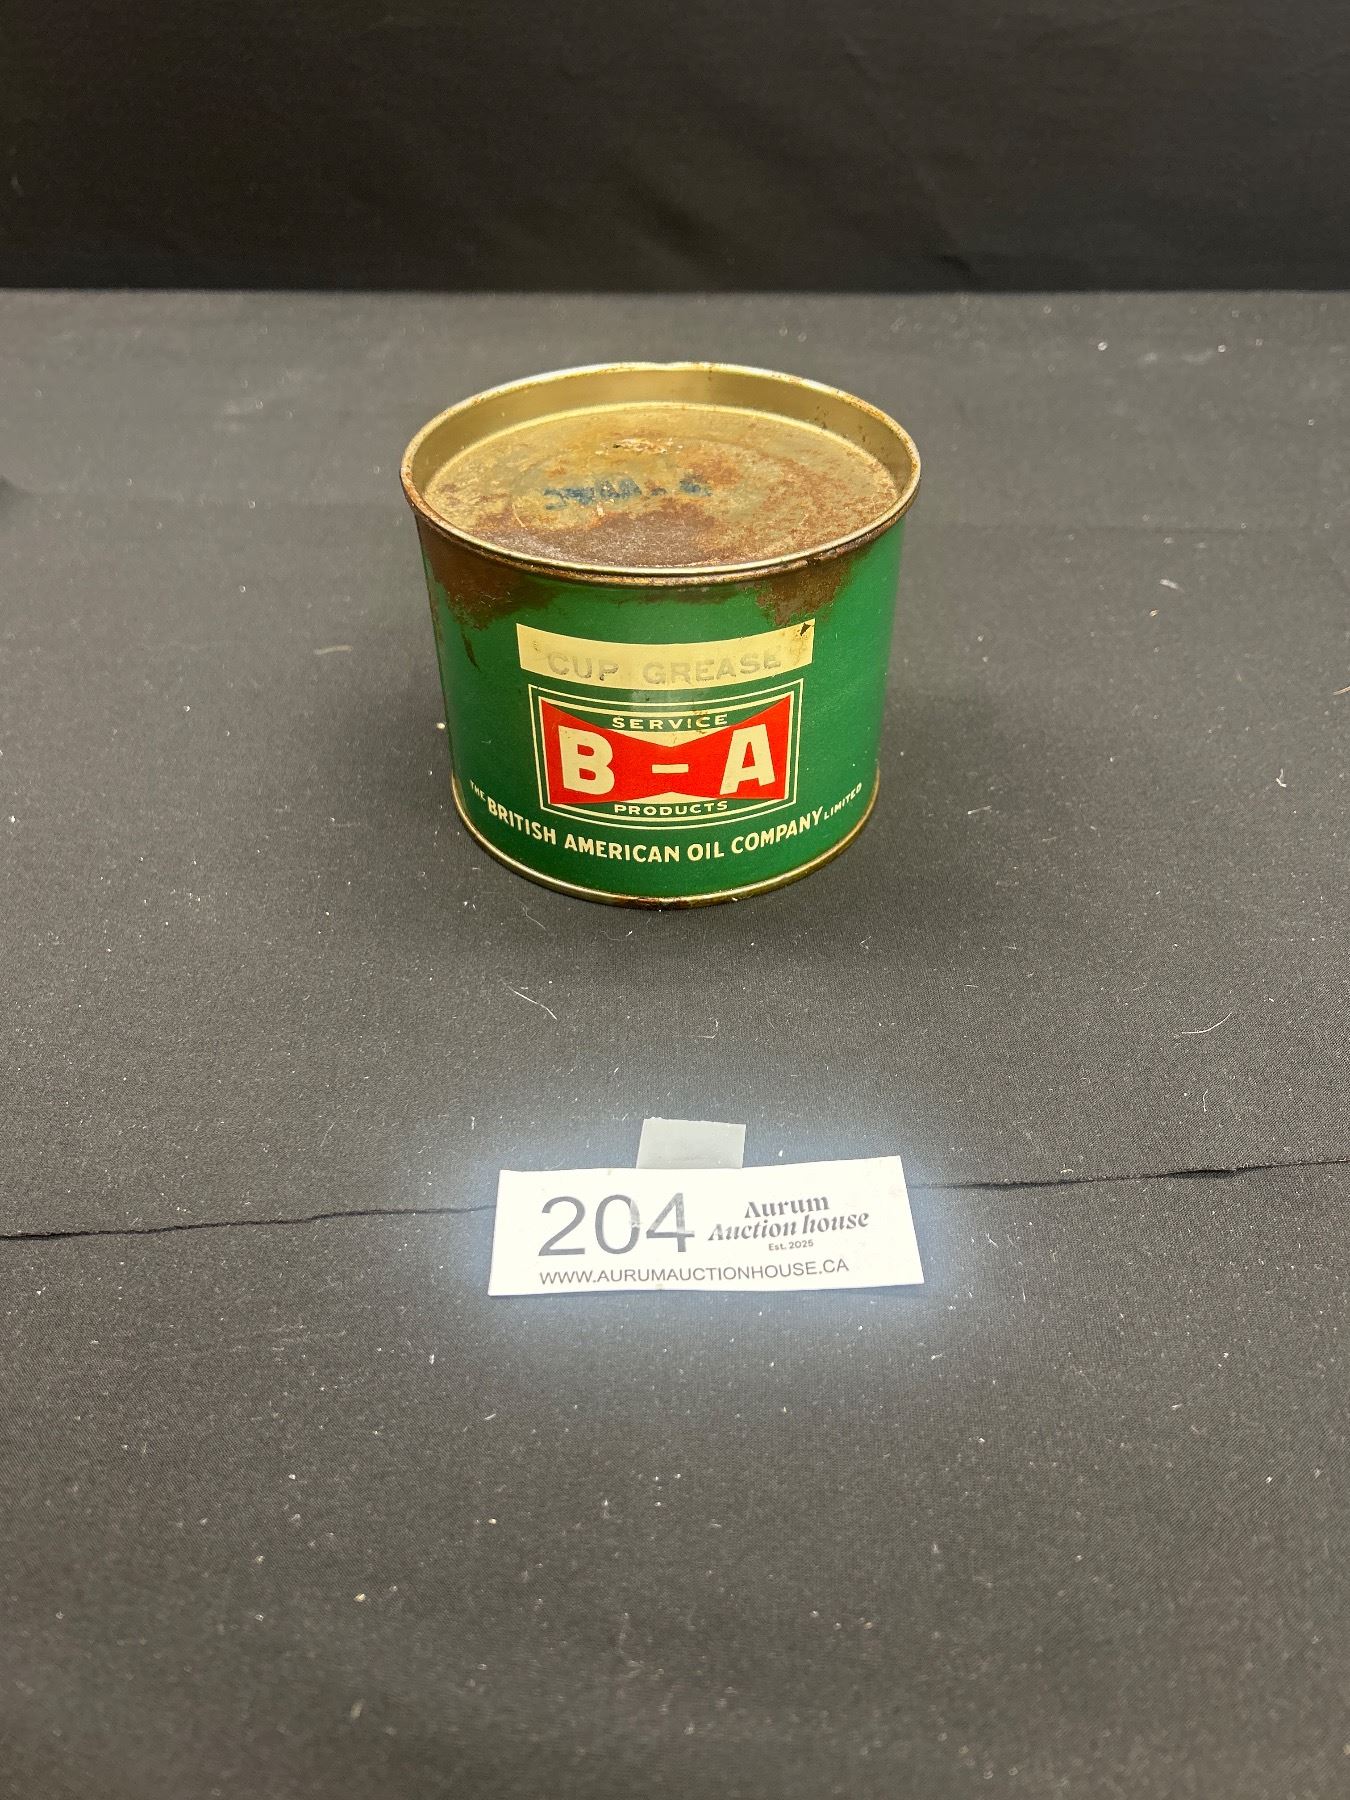 CUP GREASE
SERVICE
B-A
PRODUCTS
THE BRITISH AMERICAN OIL COMPANY LIMITED
204
Aurum
Auction house
Est. 2025
WWW.AURUMAUCTIONHOUSE.CA